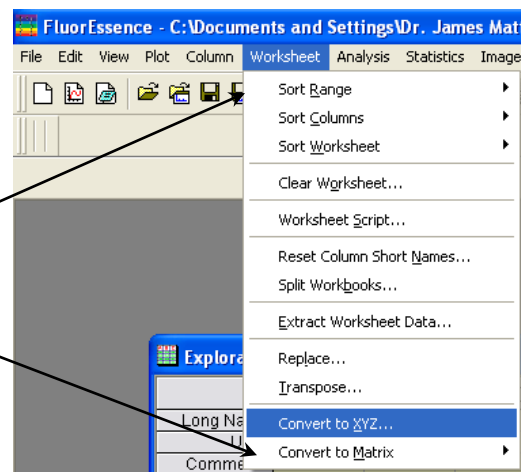 FluorEssence - C:\Documents and Settings\Dr. James Mat
File Edit View Plot Column Worksheet Analysis Statistics Image
Sort Range
Sort Columns
Sort Worksheet
Clear Worksheet...
Worksheet Script...
Reset Column Short Names...
Split Workbooks...
Extract Worksheet Data...
Explora
Replace...
Transpose...
Long Na
Convert to XYZ...
U
Convert to Matrix
Comme